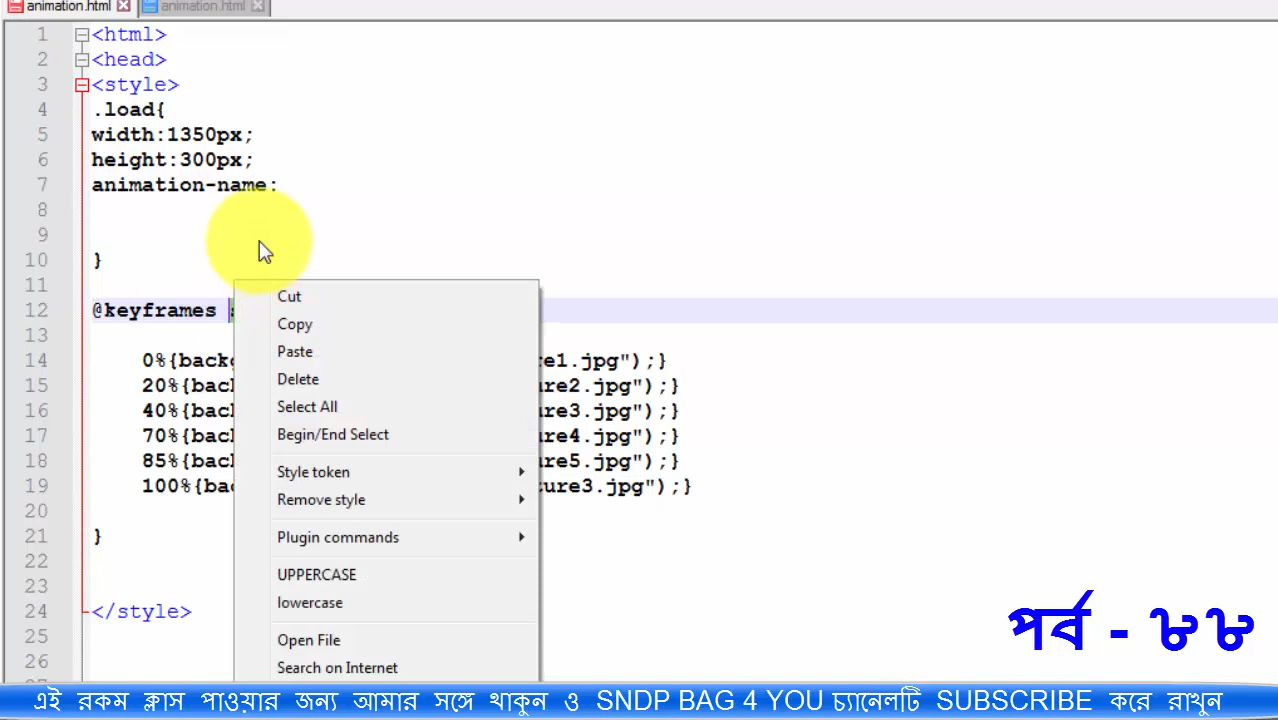 animation.html animation.html
1 <html>
2 <head>
3 <style>
4 .load{
5 width:1350px;
6 height:300px;
7 animation-name:
8
9
10 }
11
12 @keyframes
13
14 0%{backg e1.jpg");}
15 20%{back ure2.jpg");}
16 40%{back ure3.jpg");}
17 70%{back ure4.jpg");}
18 85%{back ure5.jpg");}
19 100%{bac ture3.jpg");}
20
21 }
22
23
24 </style>
25
26
Cut
Copy
Paste
Delete
Select All
Begin/End Select
Style token
Remove style
Plugin commands
UPPERCASE
lowercase
Open File
Search on Internet
পর্ব - ৮৮
এই রকম ক্লাস পাওয়ার জন্য আমার সঙ্গে থাকুন ও SNDP BAG 4 YOU চ্যানেলটি SUBSCRIBE করে রাখুন